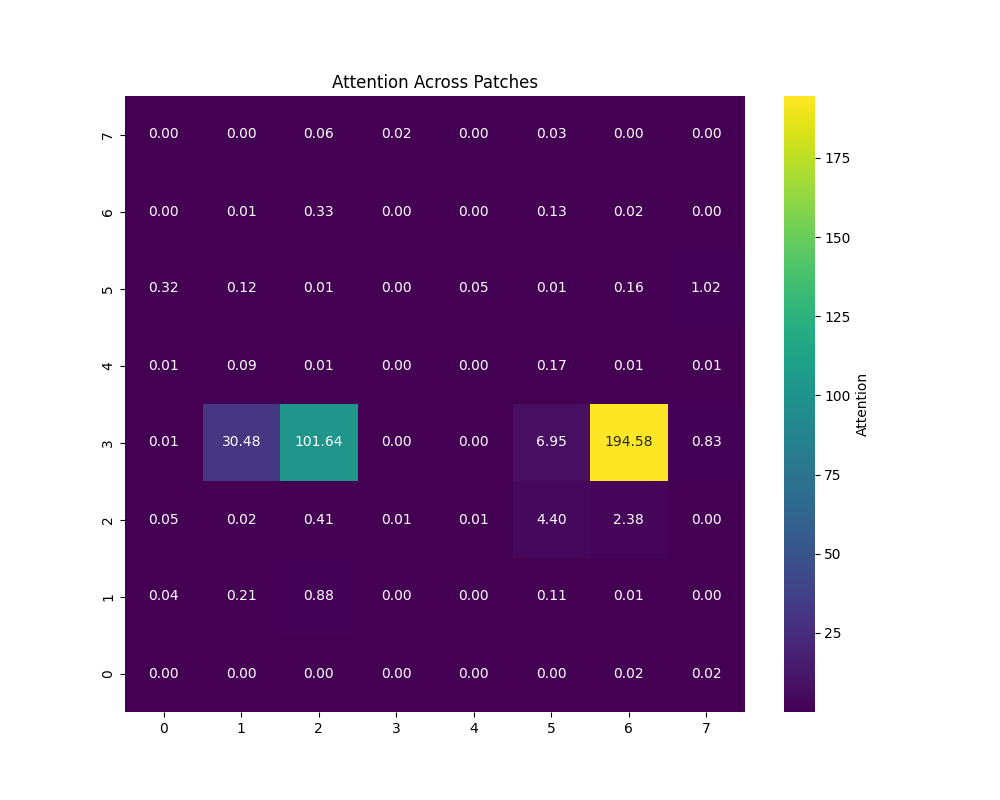 Attention Across Patches
7 0.00 0.00 0.06 0.02 0.00 0.03 0.00 0.00
6 0.00 0.01 0.33 0.00 0.00 0.13 0.02 0.00
5 0.32 0.12 0.01 0.00 0.05 0.01 0.16 1.02
4 0.01 0.09 0.01 0.00 0.00 0.17 0.01 0.01
3 0.01 30.48 101.64 0.00 0.00 6.95 194.58 0.83
2 0.05 0.02 0.41 0.01 0.01 4.40 2.38 0.00
1 0.04 0.21 0.88 0.00 0.00 0.11 0.01 0.00
0 0.00 0.00 0.00 0.00 0.00 0.00 0.02 0.02
0 1 2 3 4 5 6 7
175
150
125
100
75
50
25
Attention